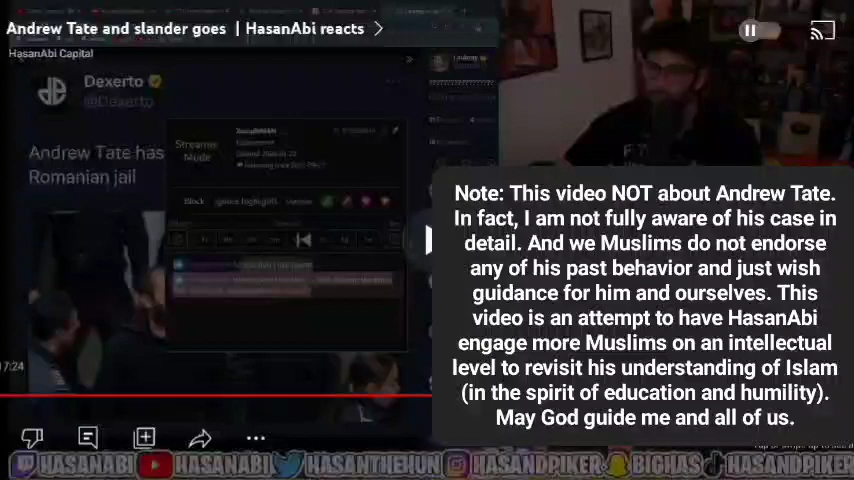 Andrew Tate and slander goes | HasanAbi reacts
HasanAbi Capital
Dexerto
@Dexerto
Andrew Tate has
Romanian jail
Streamer
Mode
Block
Note: This video NOT about Andrew Tate.
In fact, I am not fully aware of his case in
detail. And we Muslims do not endorse
any of his past behavior and just wish
guidance for him and ourselves. This
video is an attempt to have HasanAbi
engage more Muslims on an intellectual
level to revisit his understanding of Islam
(in the spirit of education and humility).
May God guide me and all of us.
7:24
HASANABI HASANABI HASANTHEHUN HASANDPIKER BIGHAS HASANDPIKER